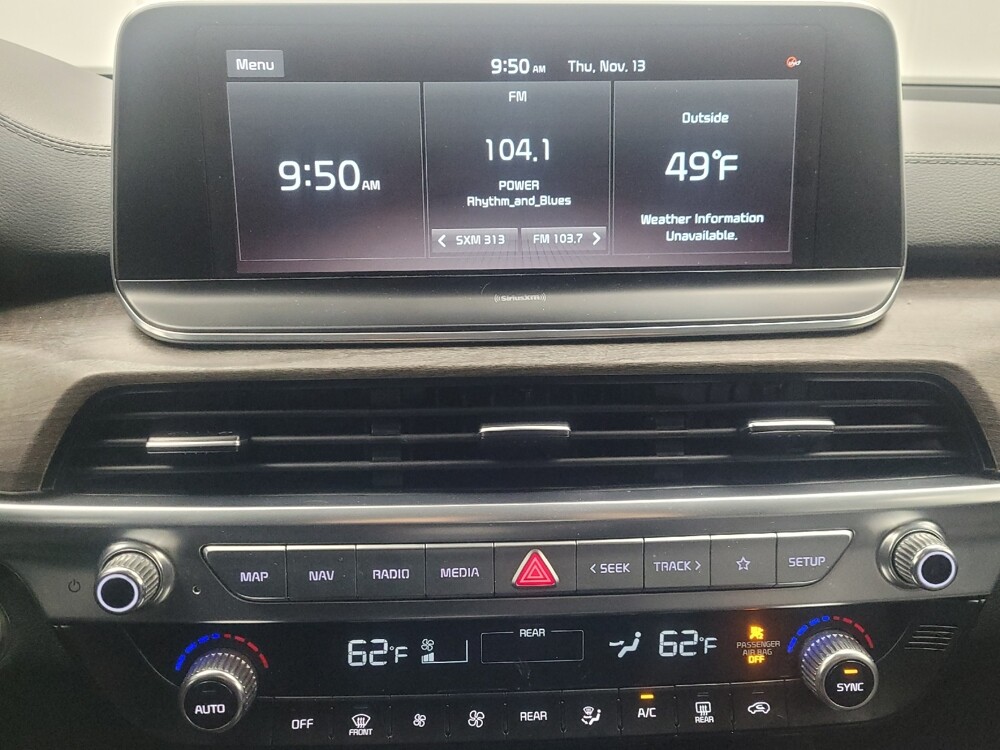 Menu
9:50 AM Thu, Nov. 13
9:50 AM
FM
104.1
POWER
Rhythm_and_Blues
< SXM 313
FM 103.7 >
Outside
49°F
Weather Information
Unavailable.
((SiriusXM))
MAP
NAV
RADIO
MEDIA
< SEEK
TRACK >
SETUP
62°F
REAR
62°F
PASSENGER
AIR BAG
OFF
AUTO
OFF
FRONT
REAR
A/C
REAR
SYNC